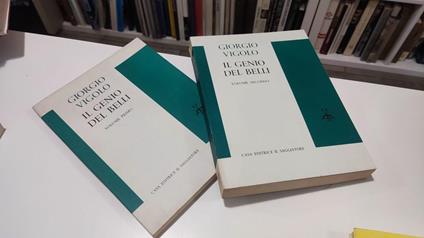 GIORGIO
VIGOLO
IL GENIO
DEL BELLI
VOLUME PRIMO
CASA EDITRICE IL SAGGIATORE
GIORGIO VIGOLO
IL GENIO
DEL BELLI
VOLUME SECONDO
CASA EDITRICE IL SAGGIATORE